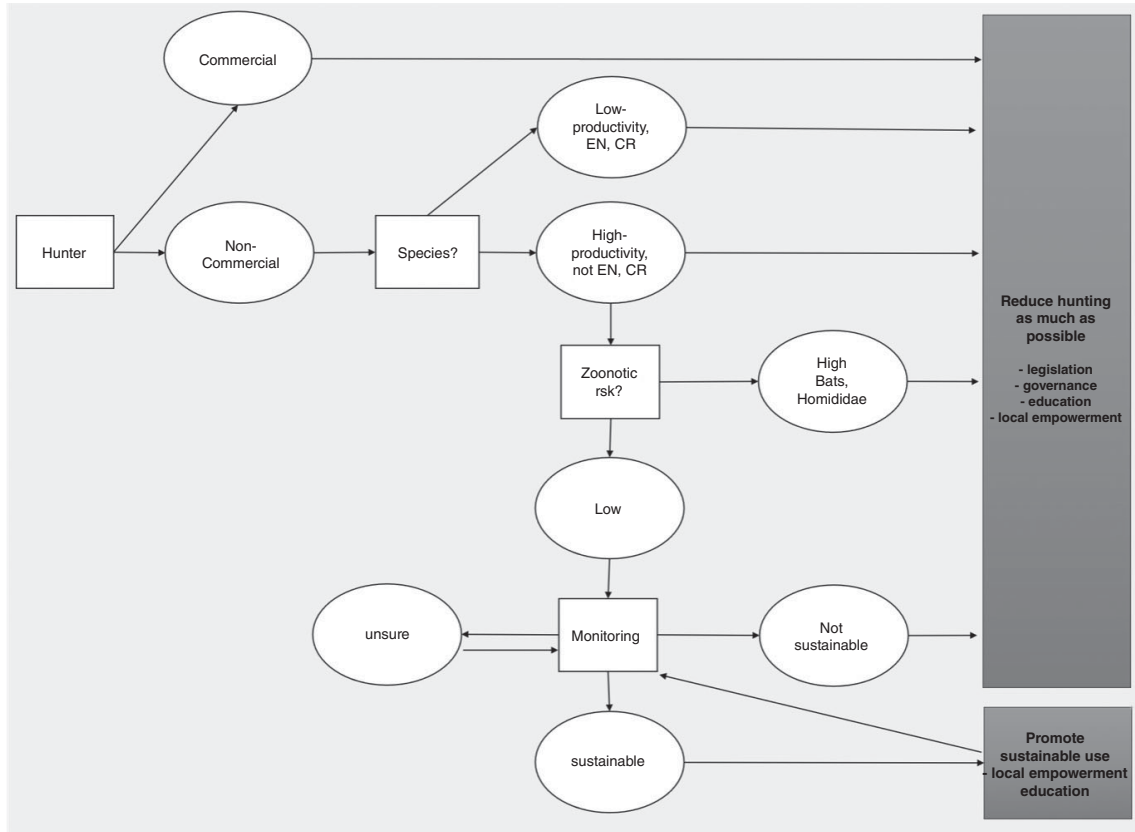 Commercial
Low-
productivity,
EN, CR
Hunter
Non-
Commercial
Species?
High-
productivity,
not EN, CR
Zoonotic
rsk?
High
Bats,
Homididae
Low
unsure
Monitoring
Not
sustainable
sustainable
Reduce hunting
as much as
possible
- legislation
- governance
- education
- local empowerment
Promote
sustainable use
- local empowerment
education